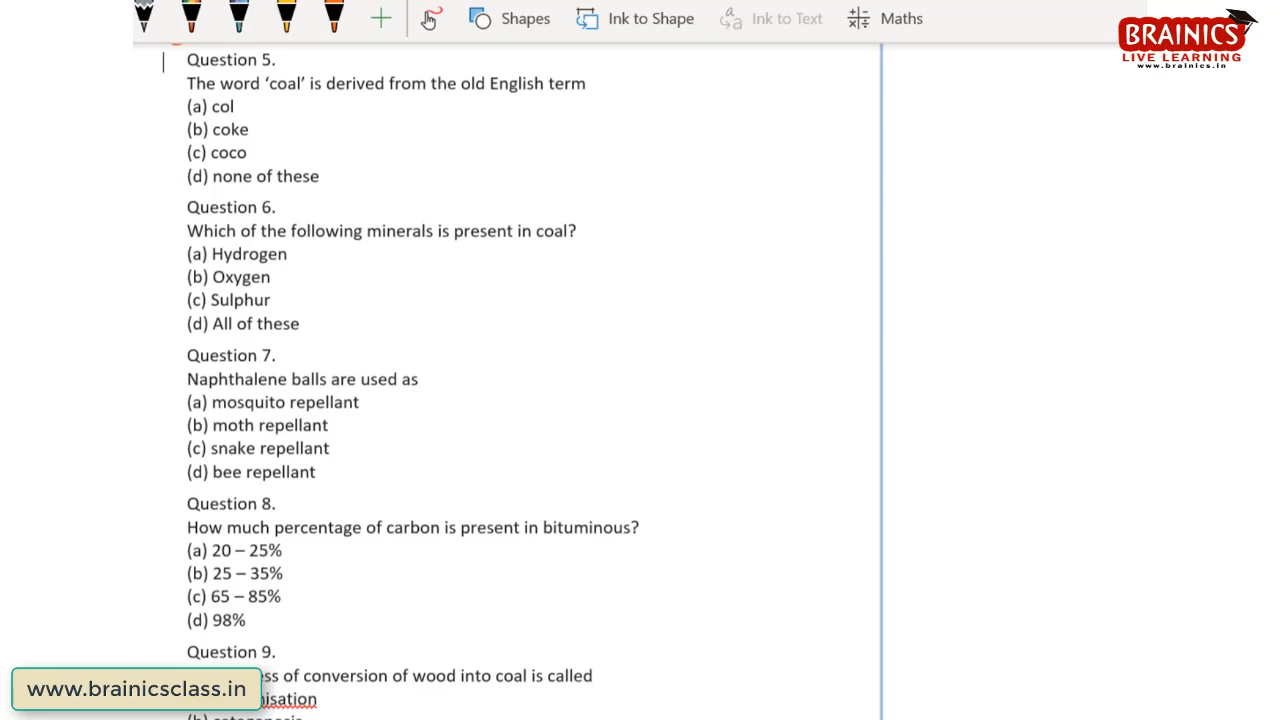 Shapes
Ink to Shape
Ink to Text
Maths
BRAINICS
LIVE LEARNING
www.brainics.in
Question 5.
The word ‘coal’ is derived from the old English term
(a) col
(b) coke
(c) coco
(d) none of these
Question 6.
Which of the following minerals is present in coal?
(a) Hydrogen
(b) Oxygen
(c) Sulphur
(d) All of these
Question 7.
Naphthalene balls are used as
(a) mosquito repellant
(b) moth repellant
(c) snake repellant
(d) bee repellant
Question 8.
How much percentage of carbon is present in bituminous?
(a) 20 – 25%
(b) 25 – 35%
(c) 65 – 85%
(d) 98%
Question 9.
of conversion of wood into coal is called
www.brainicsclass.in